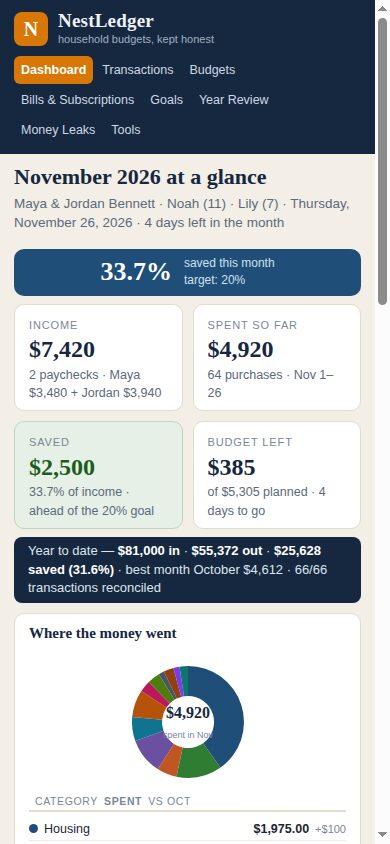 N
NestLedger
household budgets, kept honest
Dashboard Transactions Budgets
Bills & Subscriptions Goals Year Review
Money Leaks Tools
November 2026 at a glance
Maya & Jordan Bennett · Noah (11) · Lily (7) · Thursday,
November 26, 2026 · 4 days left in the month
33.7%
saved this month
target: 20%
INCOME
$7,420
2 paychecks · Maya
$3,480 + Jordan $3,940
SPENT SO FAR
$4,920
64 purchases · Nov 1–
26
SAVED
$2,500
33.7% of income ·
ahead of the 20% goal
BUDGET LEFT
$385
of $5,305 planned · 4
days to go
Year to date — $81,000 in · $55,372 out · $25,628
saved (31.6%) · best month October $4,612 · 66/66
transactions reconciled
Where the money went
$4,920
spent in Nov
CATEGORY SPENT VS OCT
Housing $1,975.00 +$100